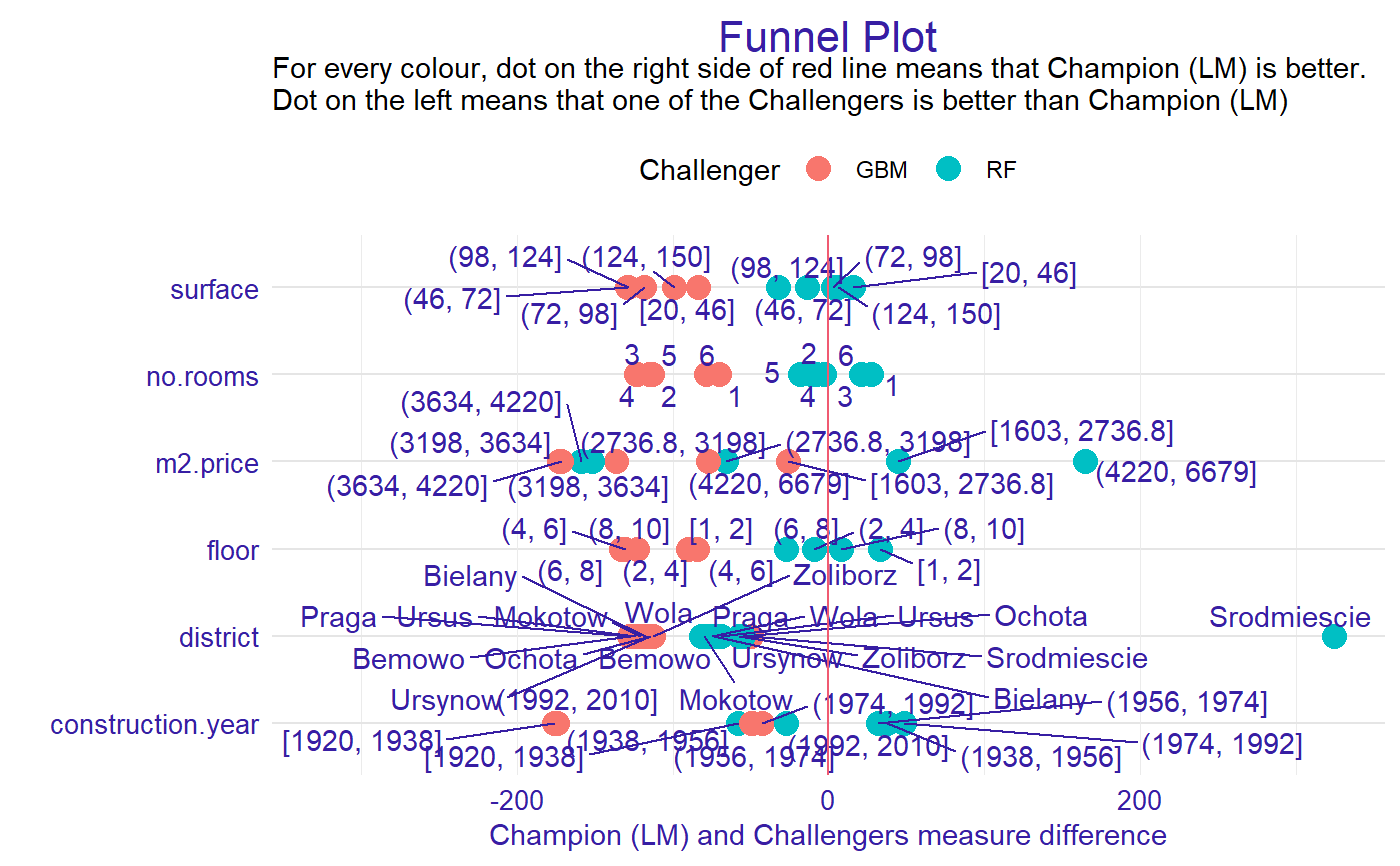 Funnel Plot
For every colour, dot on the right side of red line means that Champion (LM) is better.
Dot on the left means that one of the Challengers is better than Champion (LM)
Challenger GBM RF
(98, 124] (124, 150] (98, 124] (72, 98] [20, 46]
surface
(46, 72] (72, 98] [20, 46] (46, 72] (124, 150]
3 5 6 2 6
no.rooms 5 1
4 2 1 4 3
(3634, 4220] [1603, 2736.8]
(3198, 3634] (2736.8, 3198] (2736.8, 3198]
m2.price (4220, 6679]
(3634, 4220] (3198, 3634] (4220, 6679] [1603, 2736.8]
(4, 6] (8, 10] [1, 2] (6, 8] (2, 4] (8, 10]
floor
(6, 8] (2, 4] (4, 6] [1, 2]
Bielany Zoliborz
Praga Ursus Mokotow Wola Praga Wola Ursus Ochota Srodmiescie
district
Bemowo Ochota Bemowo Ursynow Zoliborz Srodmiescie
Ursynow (1992, 2010] Mokotow (1974, 1992] Bielany (1956, 1974]
construction.year
[1920, 1938] (1938, 1956] (1992, 2010] (1974, 1992]
[1920, 1938] (1956, 1974] (1938, 1956]
-200 0 200
Champion (LM) and Challengers measure difference